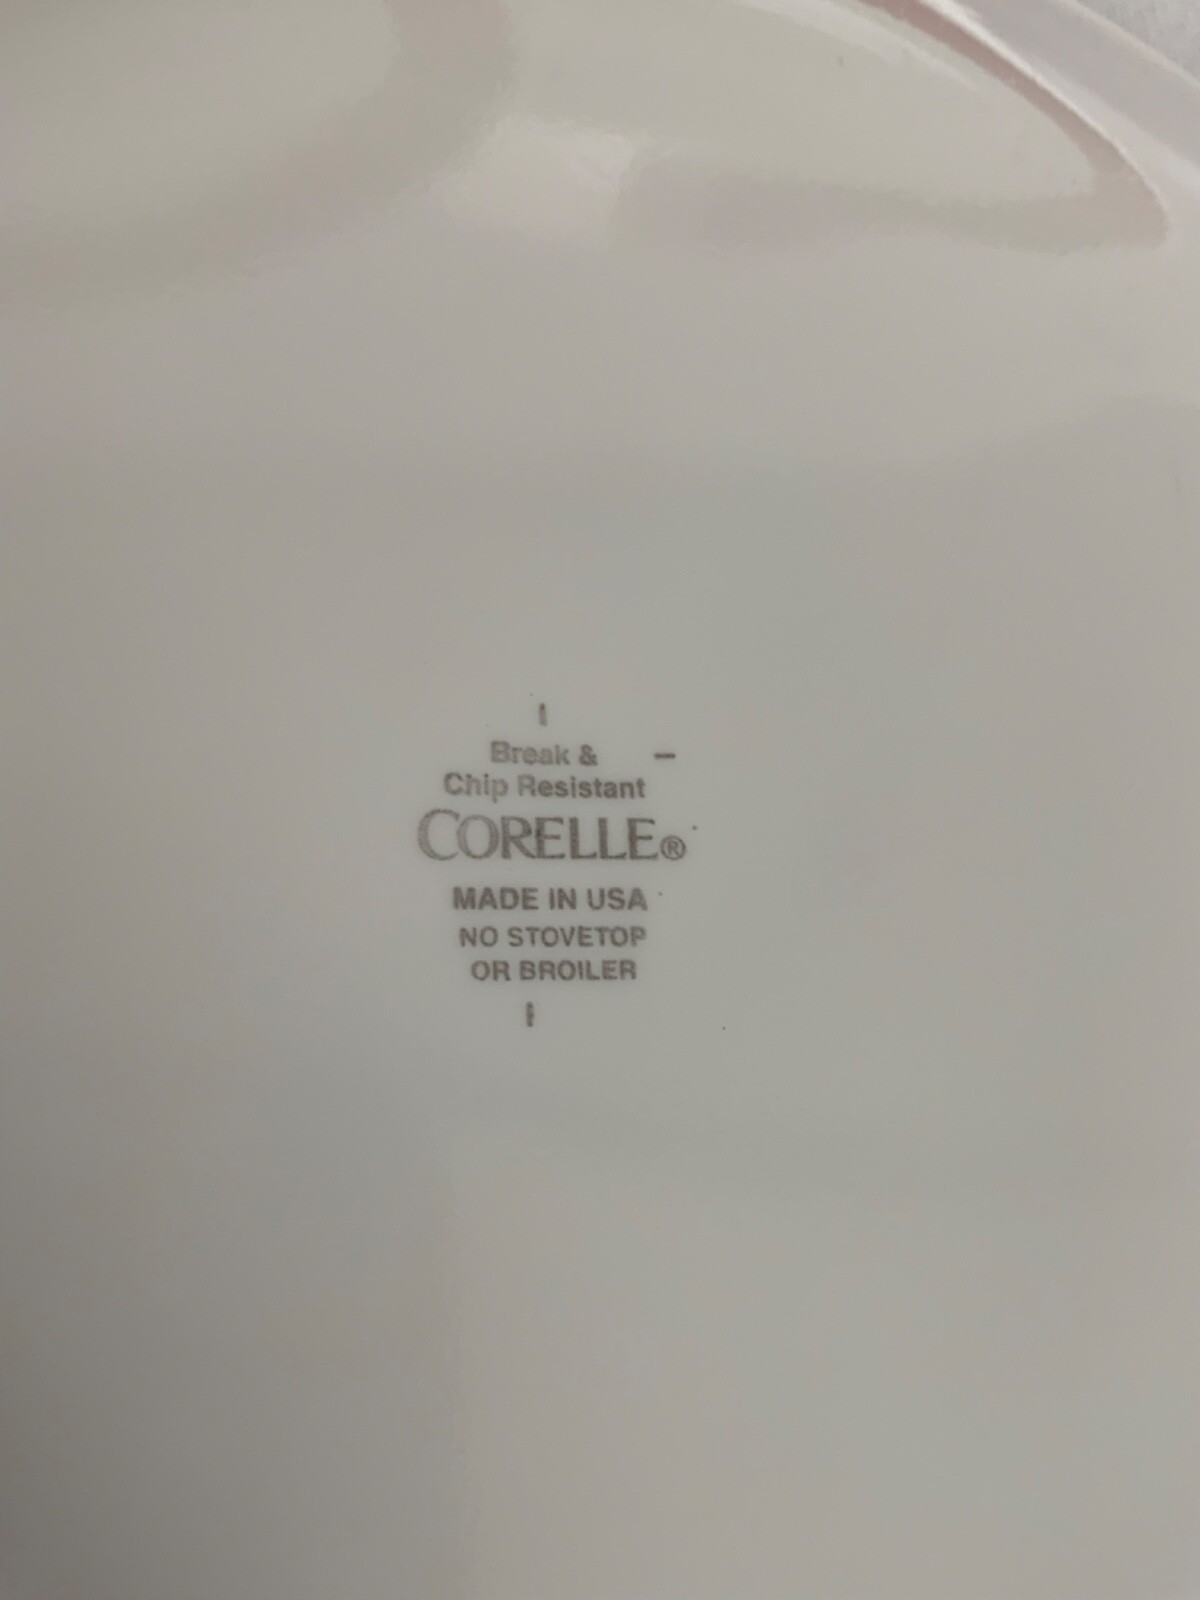 Break &
Chip Resistant
CORELLE®
MADE IN USA
NO STOVETOP
OR BROILER